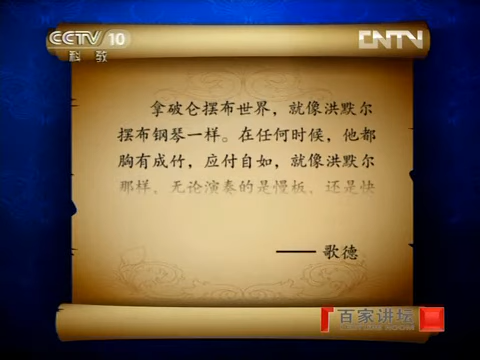 CCTV 10
科教
CNTV
拿破仑摆布世界，就像洪默尔
摆布钢琴一样。在任何时候，他都
胸有成竹，应付自如，就像洪默尔
那样，无论演奏的是慢板、还是快
—— 歌德
百家讲坛
LECTURE ROOM